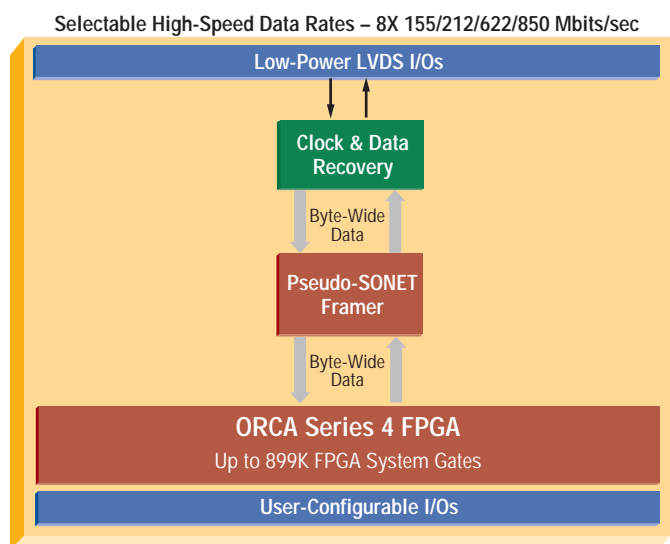 Selectable High-Speed Data Rates – 8X 155/212/622/850 Mbits/sec
Low-Power LVDS I/Os
Clock & Data
Recovery
Byte-Wide
Data
Pseudo-SONET
Framer
Byte-Wide
Data
ORCA Series 4 FPGA
Up to 899K FPGA System Gates
User-Configurable I/Os